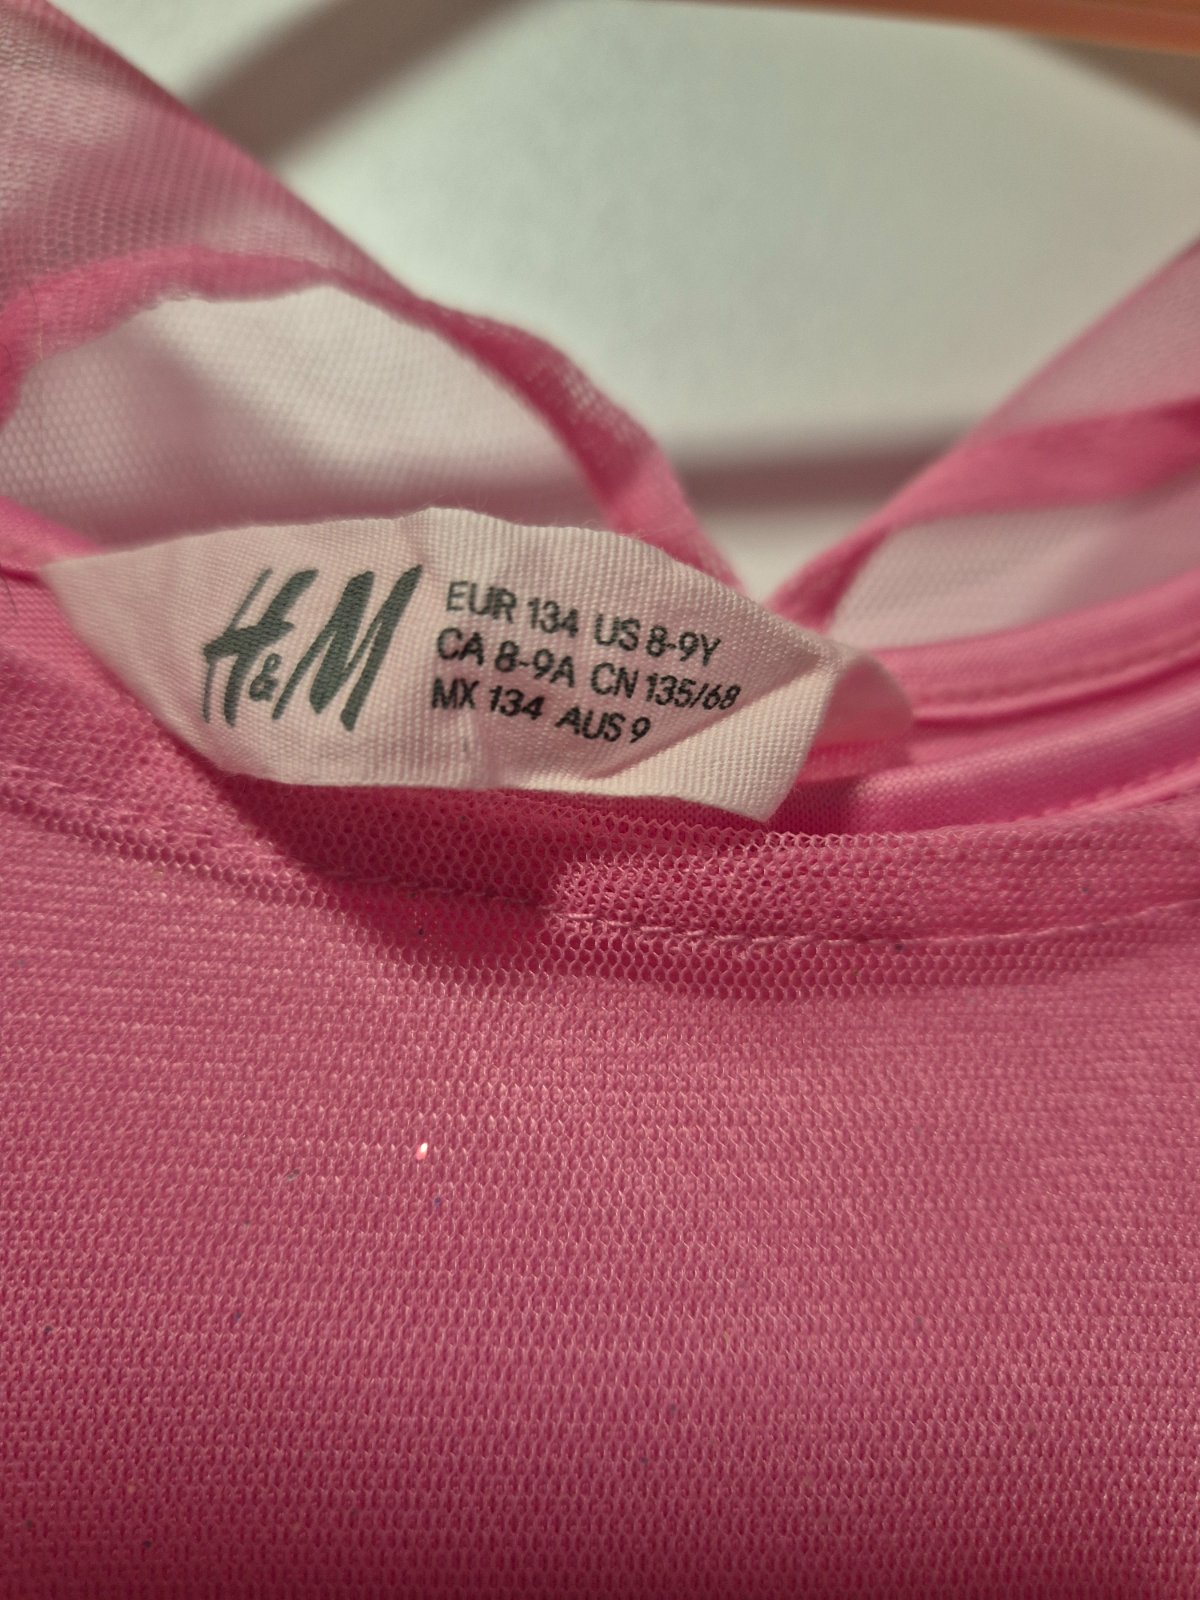 H&M
EUR 134 US 8-9Y
CA 8-9A CN 135/68
MX 134 AUS 9